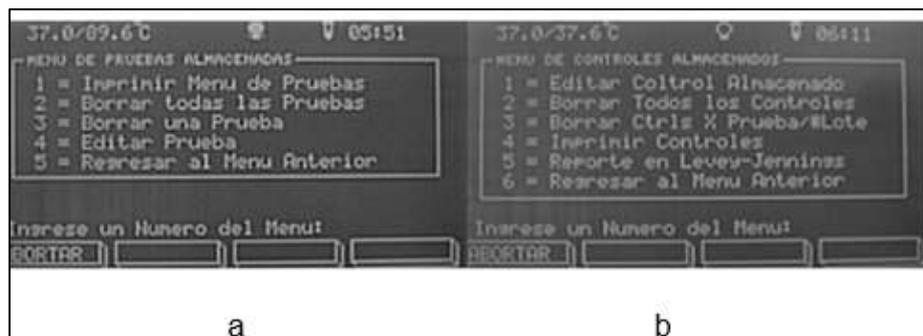 37.0/89.6°C 05:51
MENU DE PRUEBAS ALMACENADAS
1 = Imprimir Menu de Pruebas
2 = Borrar todas las Pruebas
3 = Borrar una Prueba
4 = Editar Prueba
5 = Regresar al Menu Anterior
Ingrese un Numero del Menu:
BORTAR
37.0/37.6°C 06:11
MENU DE CONTROLES ALMACENADOS
1 = Editar Coltrol Almacenado
2 = Borrar Todos los Controles
3 = Borrar Ctrls X Prueba/#Lote
4 = Imprimir Controles
5 = Reporte en Levey-Jennings
6 = Regresar al Menu Anterior
Ingrese un Numero del Menu:
ABORTAR
a
b